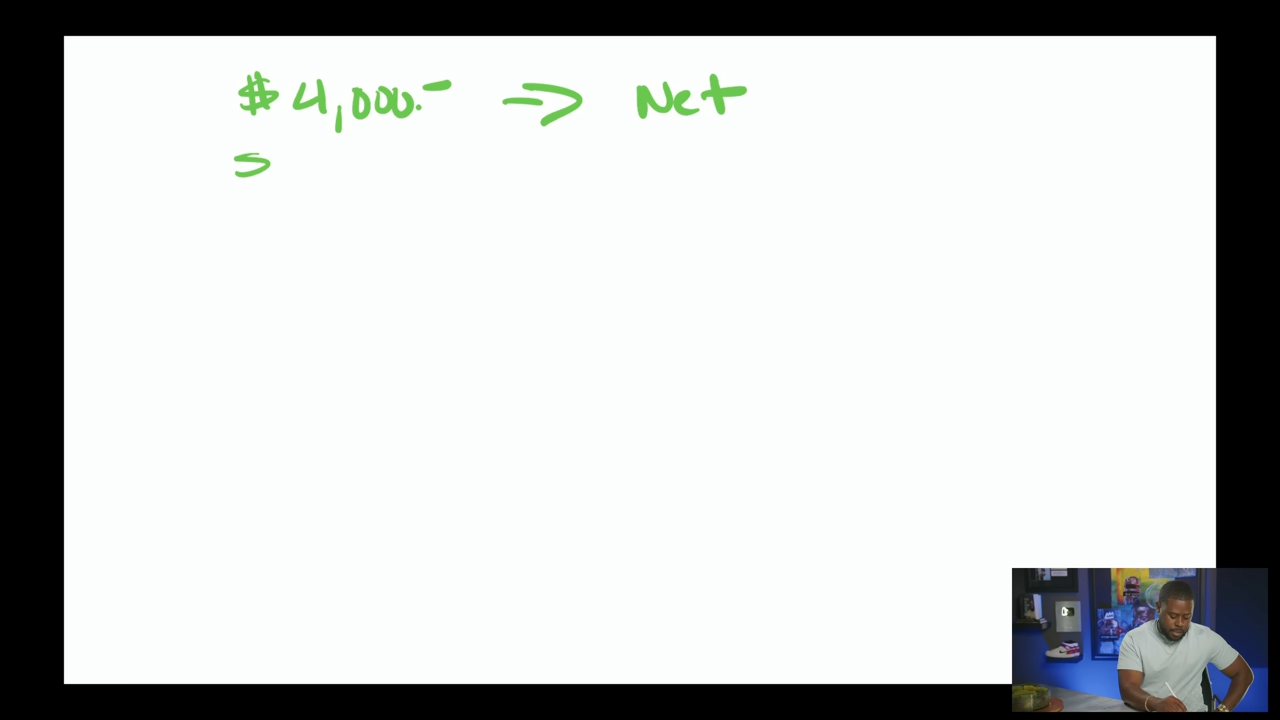 $4,000.- => Net
S